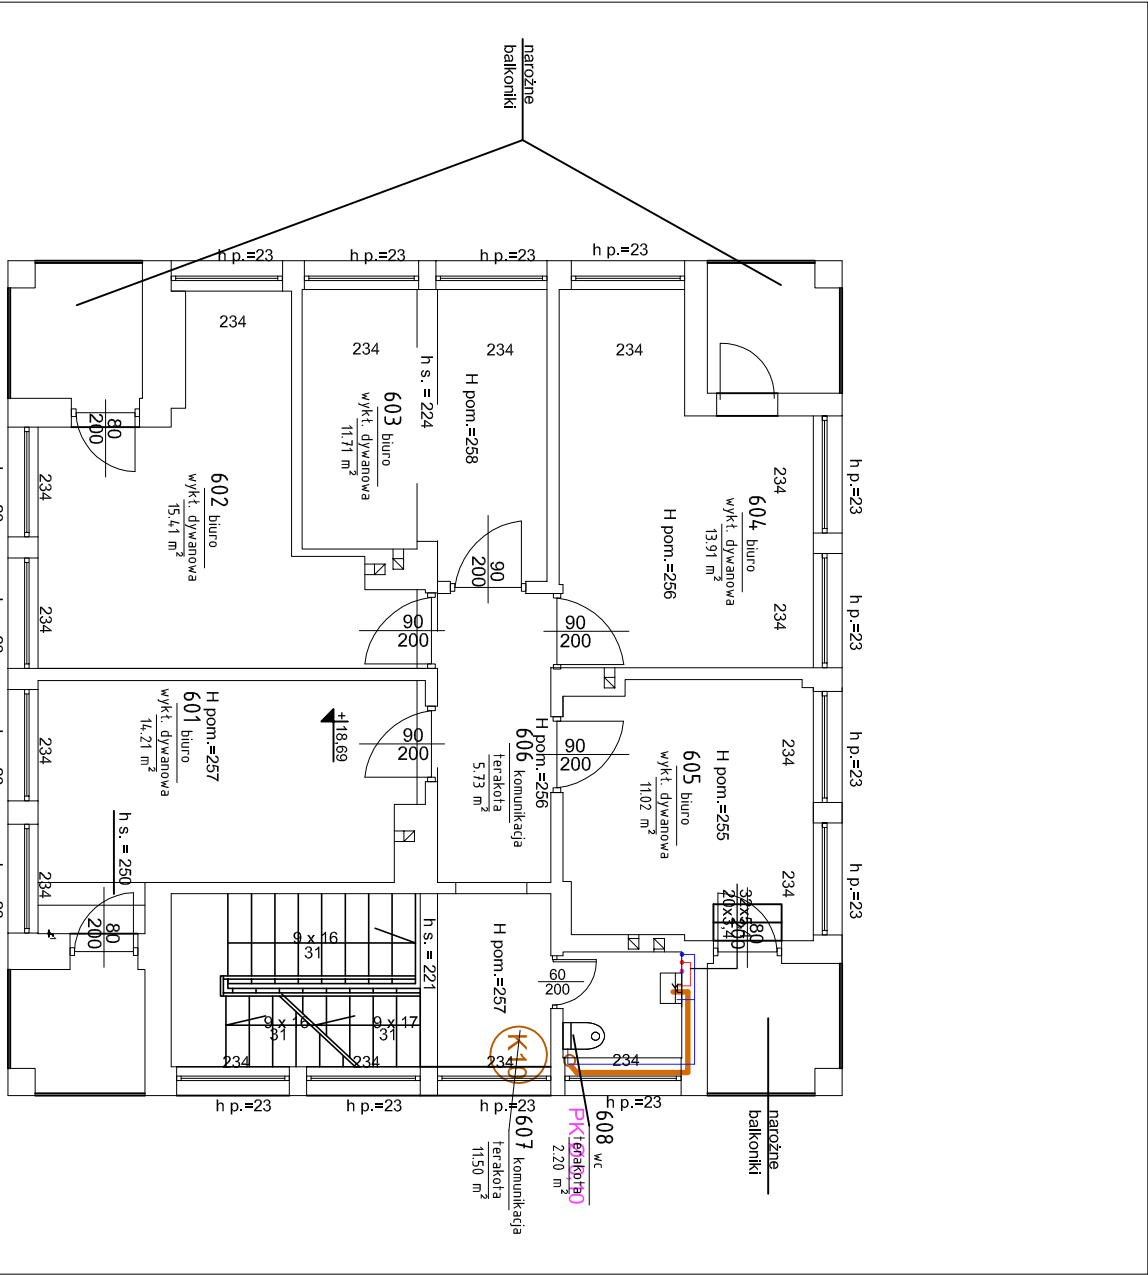 narożne
balkoniki
h p.=23
h p.=23
h p.=23
h p.=23
234
234
234
234
h s. = 224
H pom.=258
603 biuro
wykł. dywanowa
11.71 m²
80
200
602 biuro
wykł. dywanowa
15.41 m²
234
234
604 biuro
wykł. dywanowa
13.91 m²
H pom.=256
234
234
h p.=23
h p.=23
90
200
90
200
90
200
H pom.=257
601 biuro
wykł. dywanowa
14.21 m²
+18,69
90
200
90
200
H pom.=256
606 komunikacja
terakota
5.73 m²
H pom.=255
605 biuro
wykł. dywanowa
11.02 m²
234
234
h p.=23
h p.=23
234
234
h s. = 250
80
200
80
9 x 16
31
9 x 16
31
9 x 17
31
h s. = 221
H pom.=257
60
200
K10
234
234
234
234
h p.=23
h p.=23
h p.=23
h p.=23
607 komunikacja
terakota
11.50 m²
608 wc
terakota
2.20 m²
narożne
balkoniki